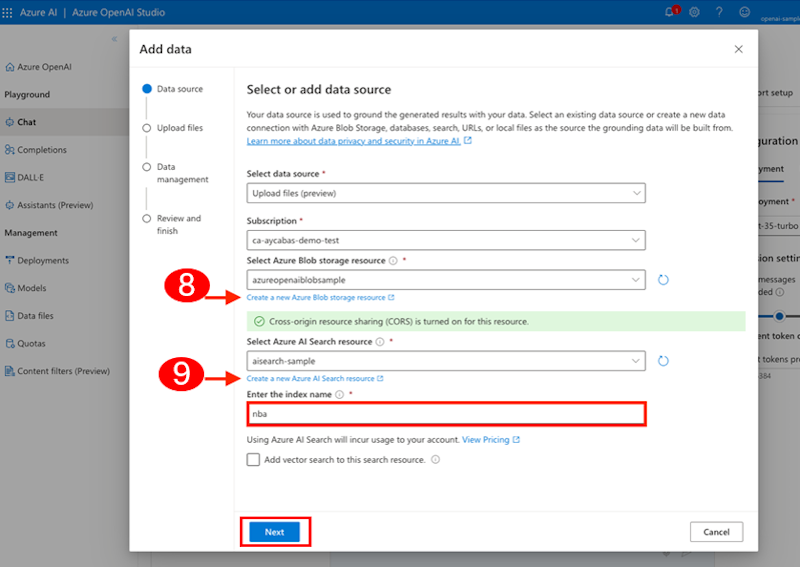 Azure AI | Azure OpenAI Studio
1
?
openai-sample
«
Azure OpenAI
Playground
Chat
Completions
DALL·E
Assistants (Preview)
Management
Deployments
Models
Data files
Quotas
Content filters (Preview)
Add data
Data source
Upload files
Data
management
Review and
finish
Select or add data source
Your data source is used to ground the generated results with your data. Select an existing data source or create a new data
connection with Azure Blob Storage, databases, search, URLs, or local files as the source the grounding data will be built from.
Learn more about data privacy and security in Azure AI.
Select data source *
Upload files (preview)
Subscription *
ca-aycabas-demo-test
Select Azure Blob storage resource *
azureopenaiblobsample
8
Create a new Azure Blob storage resource
Cross-origin resource sharing (CORS) is turned on for this resource.
Select Azure AI Search resource *
aisearch-sample
9
Create a new Azure AI Search resource
Enter the index name *
nba
Using Azure AI Search will incur usage to your account. View Pricing
Add vector search to this search resource.
Next
Cancel
ort setup
guration
yment
oyment *
t-35-turbo
sion setti
messages
ded
ent token c
t tokens pro
384